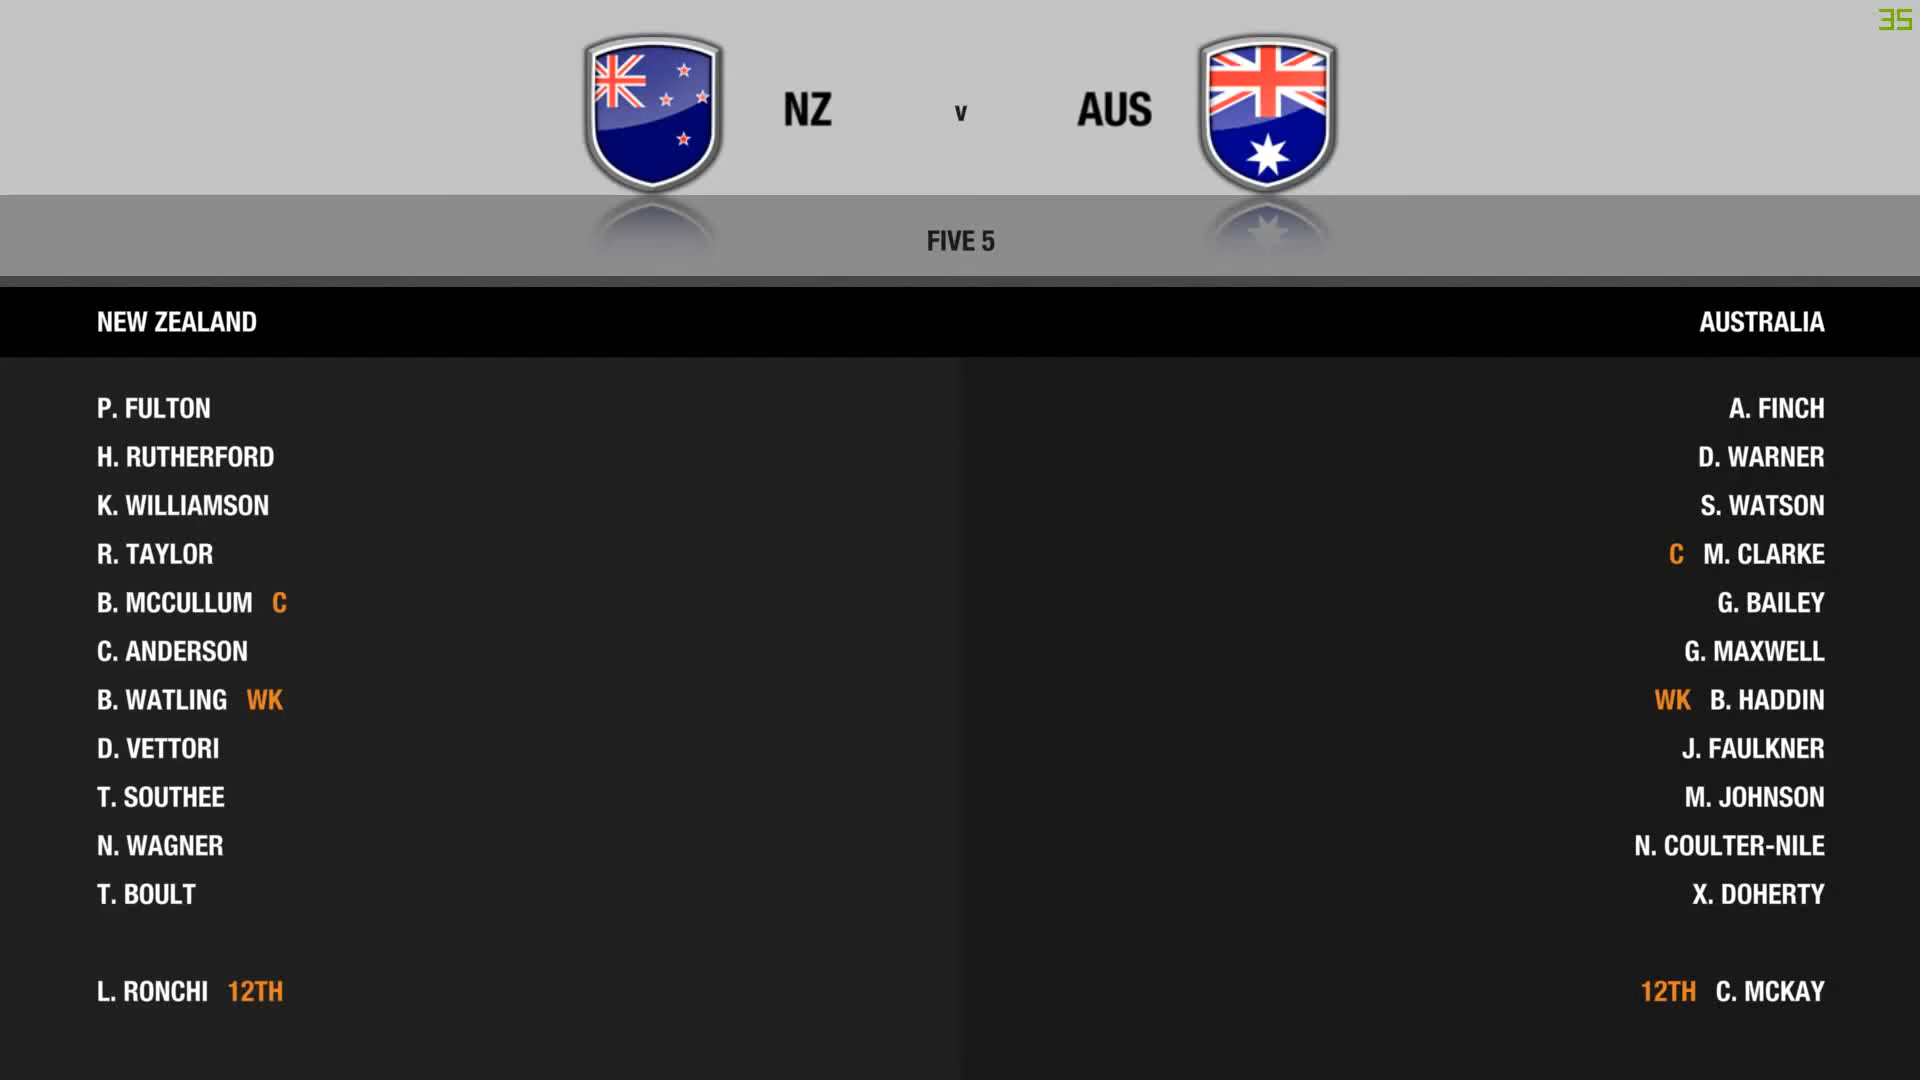 35
NZ v AUS
FIVE 5
NEW ZEALAND AUSTRALIA
P. FULTON A. FINCH
H. RUTHERFORD D. WARNER
K. WILLIAMSON S. WATSON
R. TAYLOR C M. CLARKE
B. MCCULLUM C G. BAILEY
C. ANDERSON G. MAXWELL
B. WATLING WK WK B. HADDIN
D. VETTORI J. FAULKNER
T. SOUTHEE M. JOHNSON
N. WAGNER N. COULTER-NILE
T. BOULT X. DOHERTY
L. RONCHI 12TH 12TH C. MCKAY